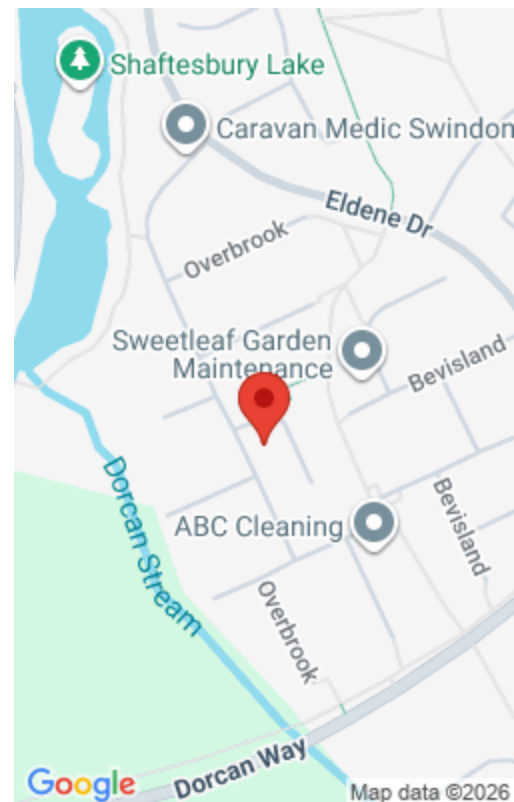 Shaftesbury Lake
Caravan Medic Swindon
Eldene Dr
Overbrook
Sweetleaf Garden
Maintenance
Bevisland
Dorcan Stream
ABC Cleaning
Bevisland
Overbrook
Dorcan Way
Google
Map data ©2026